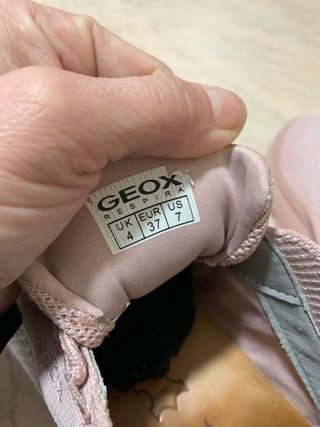 GEOX
RESPIRA
UK EUR US
4 37 7